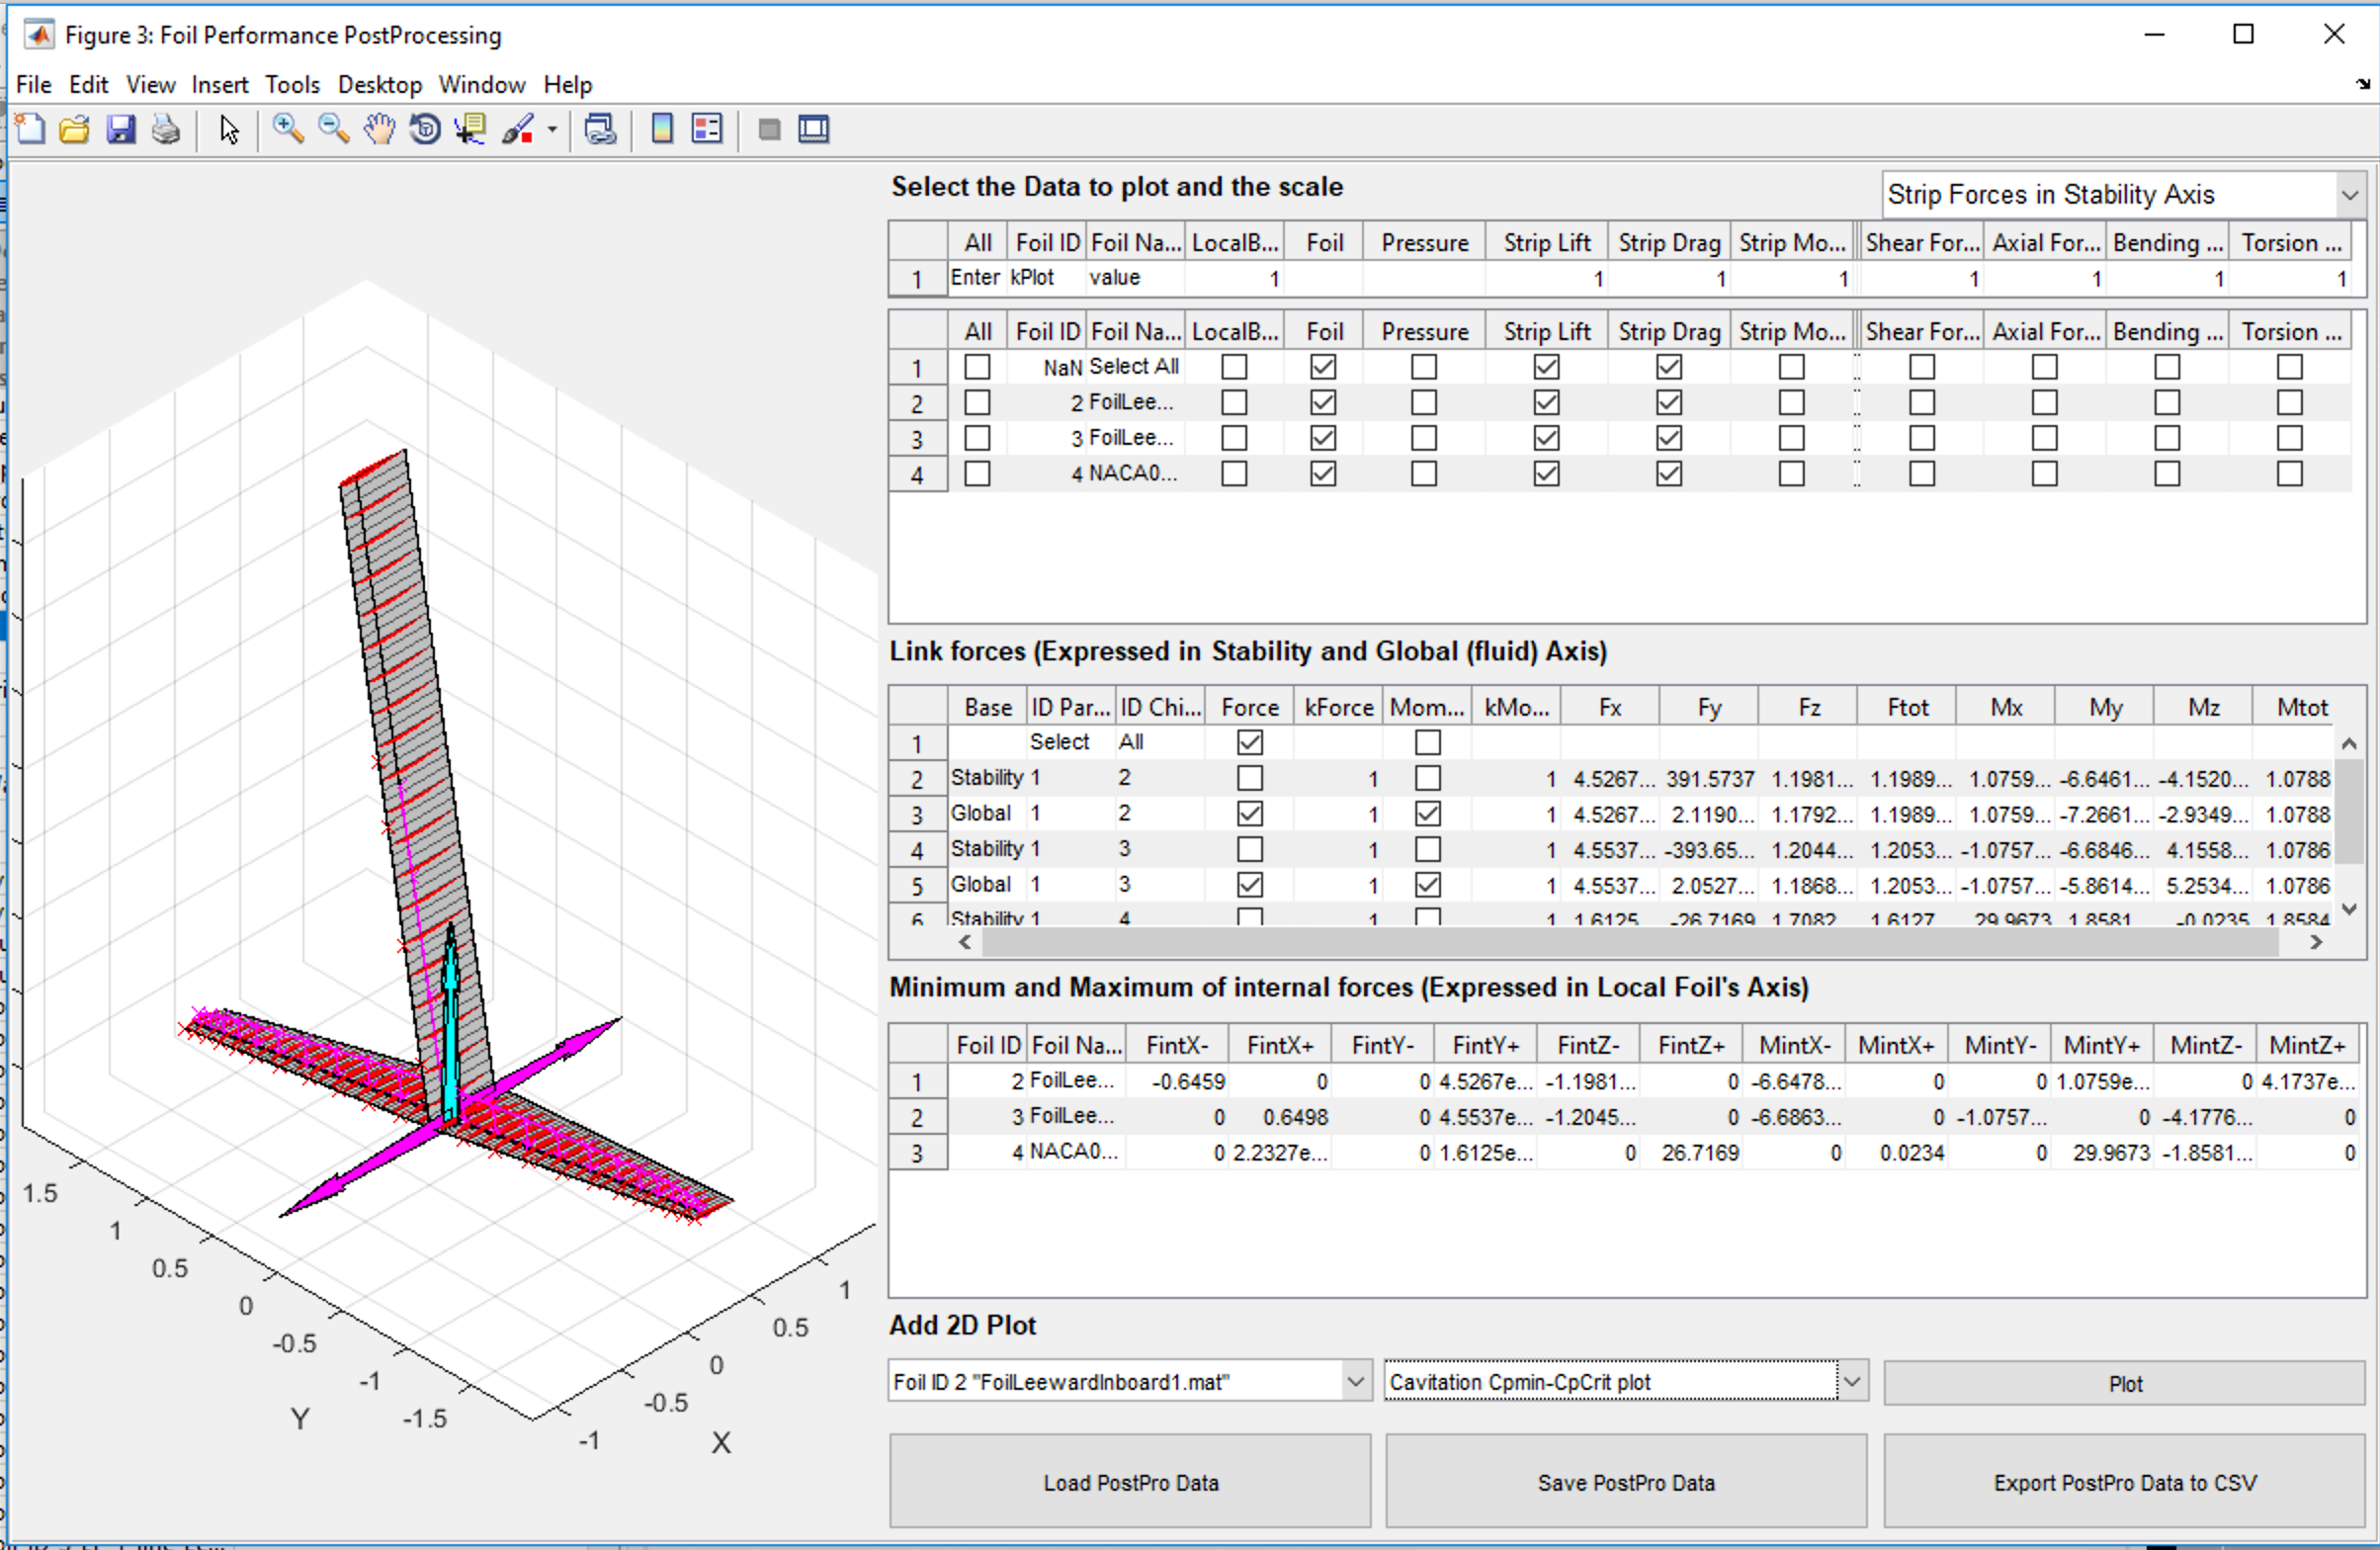 Figure 3: Foil Performance PostProcessing
File Edit View Insert Tools Desktop Window Help
Select the Data to plot and the scale
Strip Forces in Stability Axis
All Foil ID Foil Na... LocalB... Foil Pressure Strip Lift Strip Drag Strip Mo... Shear For... Axial For... Bending ... Torsion ...
1 Enter kPlot value 1 1 1 1 1 1 1 1
All Foil ID Foil Na... LocalB... Foil Pressure Strip Lift Strip Drag Strip Mo... Shear For... Axial For... Bending ... Torsion ...
1 NaN Select All
2 2 FoilLee...
3 3 FoilLee...
4 4 NACA0...
Link forces (Expressed in Stability and Global (fluid) Axis)
Base ID Par... ID Chi... Force kForce Mom... kMo... Fx Fy Fz Ftot Mx My Mz Mtot
1 Select All
2 Stability 1 2 1 1 4.5267... 391.5737 1.1981... 1.1989... 1.0759... -6.6461... -4.1520... 1.0788
3 Global 1 2 1 1 4.5267... 2.1190... 1.1792... 1.1989... 1.0759... -7.2661... -2.9349... 1.0788
4 Stability 1 3 1 1 4.5537... -393.65... 1.2044... 1.2053... -1.0757... -6.6846... 4.1558... 1.0786
5 Global 1 3 1 1 4.5537... 2.0527... 1.1868... 1.2053... -1.0757... -5.8614... 5.2534... 1.0786
6 Stability 1 4 1 1 1.6125... -26.7169 1.7082... 1.6127... 29.9673 1.8581... -0.0235 1.8584
Minimum and Maximum of internal forces (Expressed in Local Foil's Axis)
Foil ID Foil Na... FintX- FintX+ FintY- FintY+ FintZ- FintZ+ MintX- MintX+ MintY- MintY+ MintZ- MintZ+
1 2 FoilLee... -0.6459 0 0 4.5267e... -1.1981... 0 -6.6478... 0 0 1.0759e... 0 4.1737e...
2 3 FoilLee... 0 0.6498 0 4.5537e... -1.2045... 0 -6.6863... 0 -1.0757... 0 -4.1776... 0
3 4 NACA0... 0 2.2327e... 0 1.6125e... 0 26.7169 0 0.0234 0 29.9673 -1.8581... 0
Add 2D Plot
Foil ID 2 "FoilLeewardInboard1.mat"
Cavitation Cpmin-CpCrit plot
Plot
Load PostPro Data
Save PostPro Data
Export PostPro Data to CSV
1.5
1
0.5
0
-0.5
-1
-1.5
Y
1
0.5
0
-0.5
-1
X